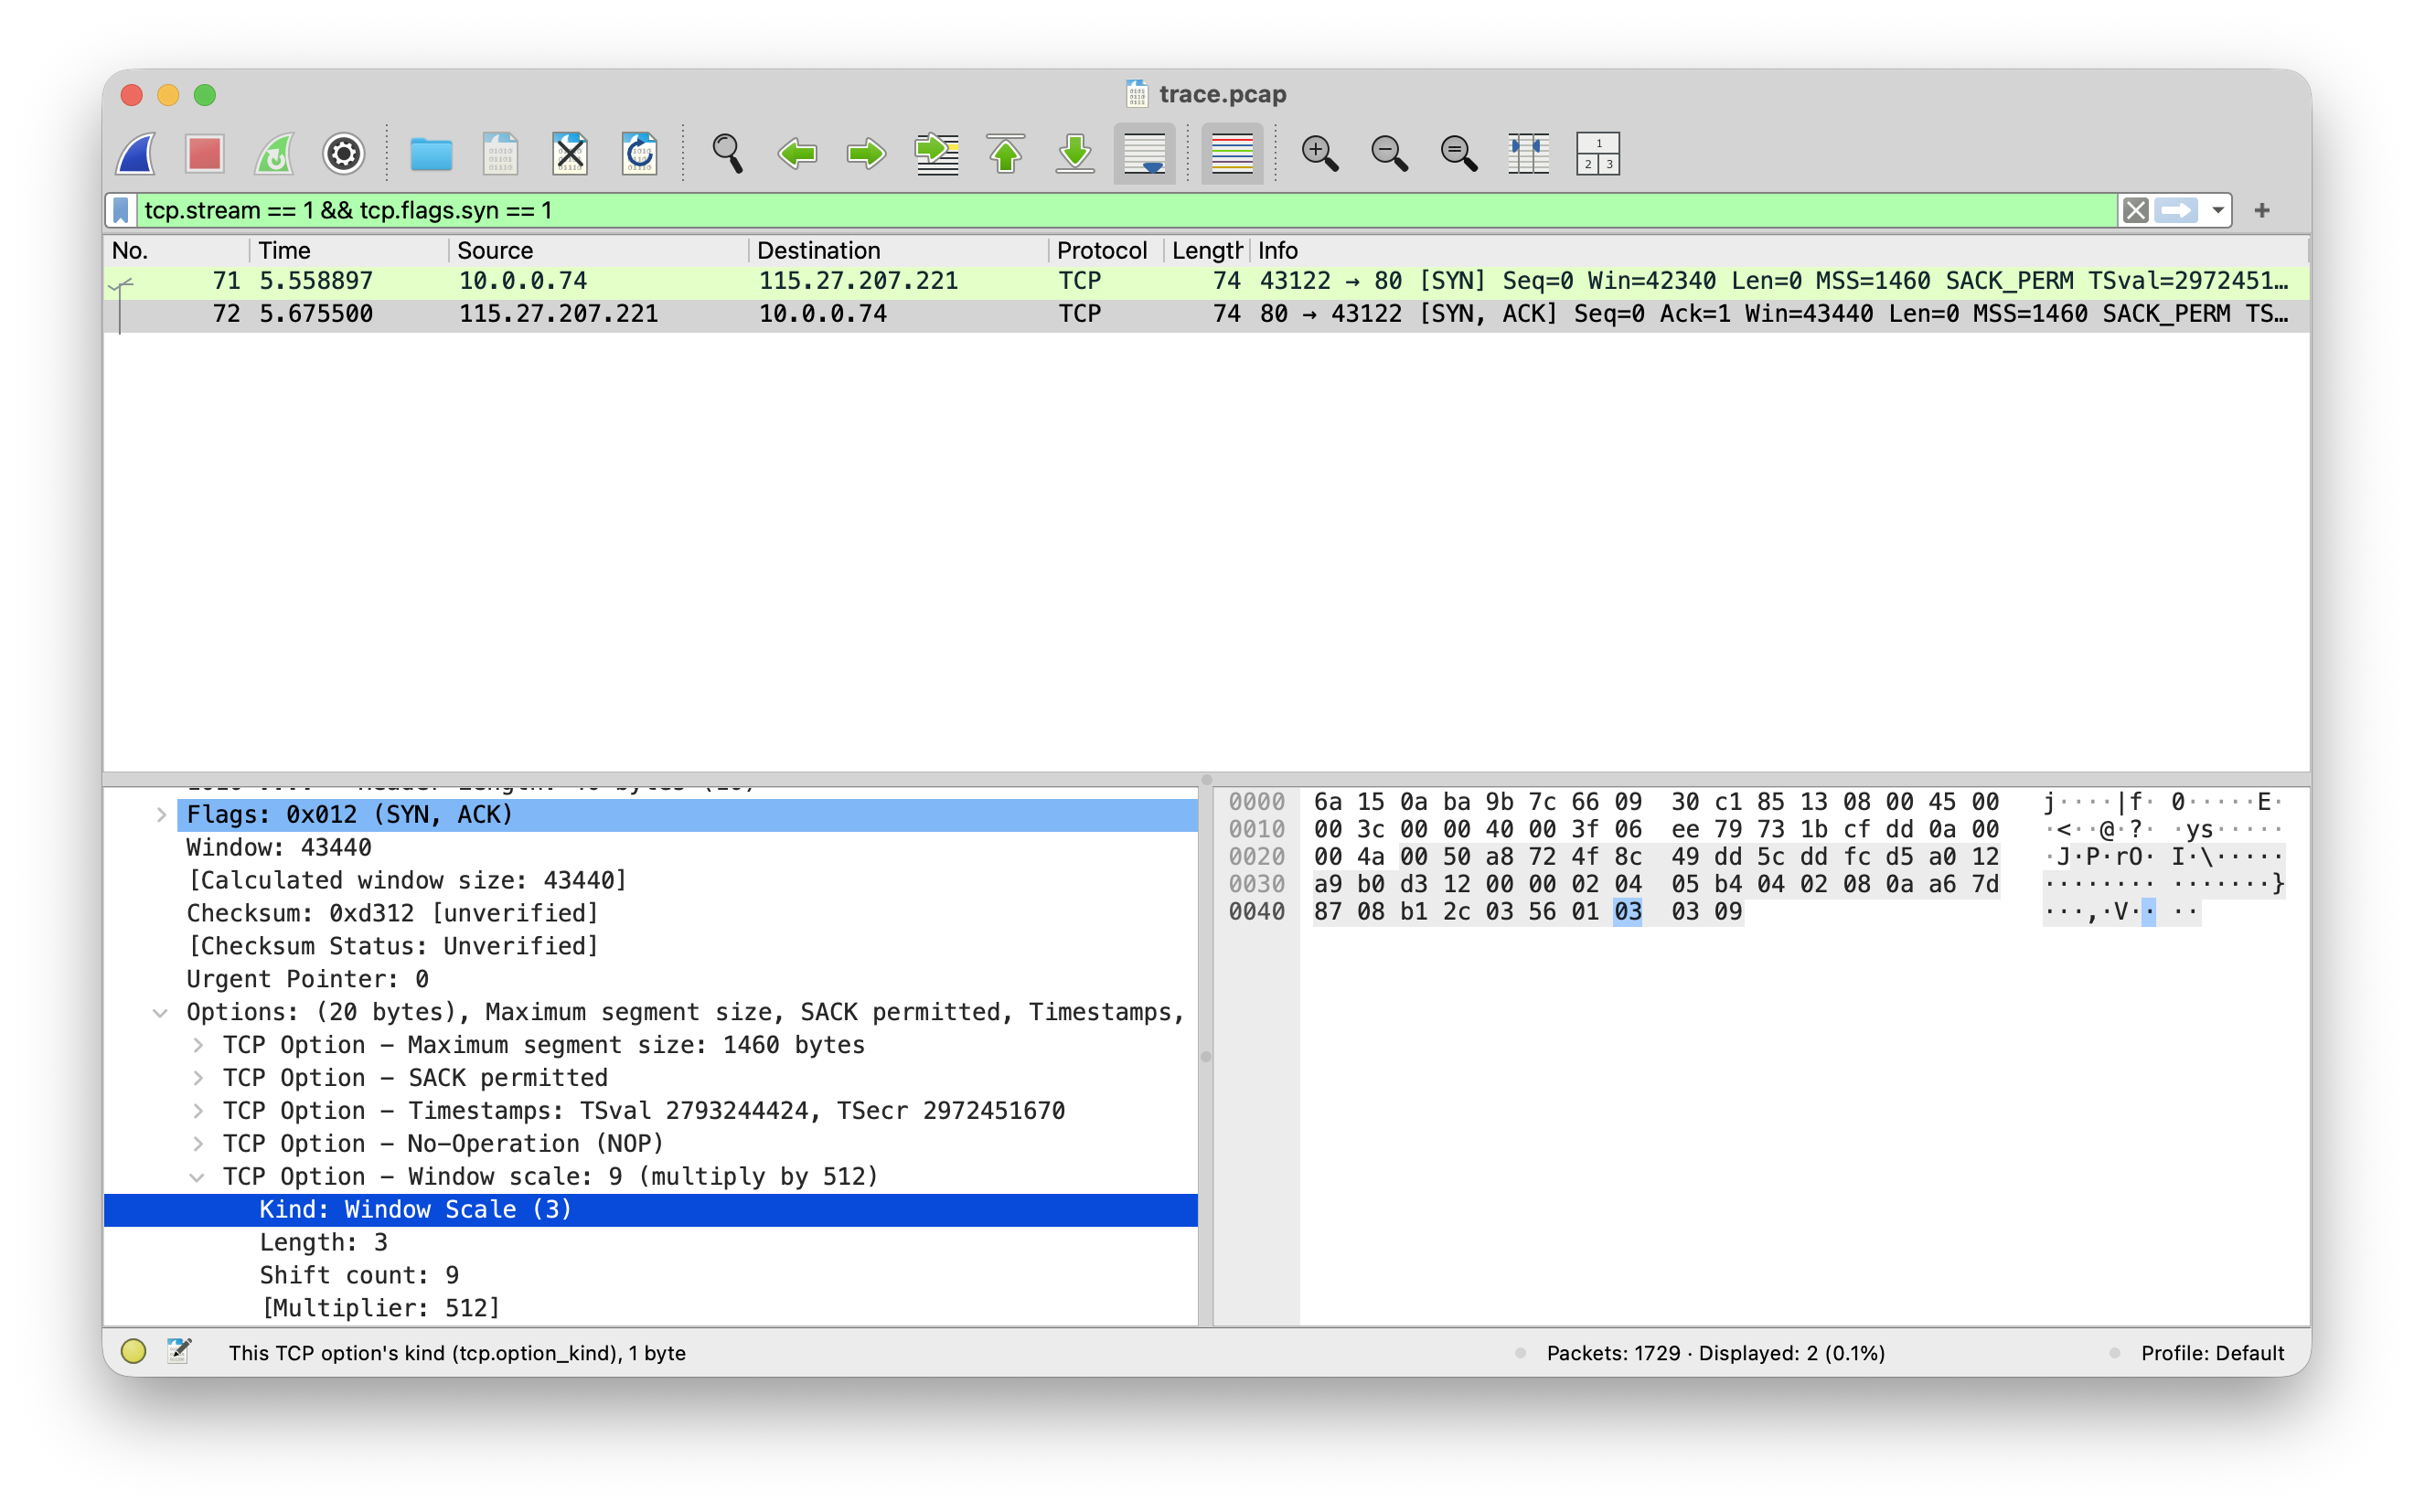 trace.pcap
tcp.stream == 1 && tcp.flags.syn == 1
No. Time Source Destination Protocol Length Info
71 5.558897 10.0.0.74 115.27.207.221 TCP 74 43122 → 80 [SYN] Seq=0 Win=42340 Len=0 MSS=1460 SACK_PERM TSval=2972451…
72 5.675500 115.27.207.221 10.0.0.74 TCP 74 80 → 43122 [SYN, ACK] Seq=0 Ack=1 Win=43440 Len=0 MSS=1460 SACK_PERM TS…
Flags: 0x012 (SYN, ACK)
Window: 43440
[Calculated window size: 43440]
Checksum: 0xd312 [unverified]
[Checksum Status: Unverified]
Urgent Pointer: 0
Options: (20 bytes), Maximum segment size, SACK permitted, Timestamps,
TCP Option – Maximum segment size: 1460 bytes
TCP Option – SACK permitted
TCP Option – Timestamps: TSval 2793244424, TSecr 2972451670
TCP Option – No–Operation (NOP)
TCP Option – Window scale: 9 (multiply by 512)
Kind: Window Scale (3)
Length: 3
Shift count: 9
[Multiplier: 512]
0000 6a 15 0a ba 9b 7c 66 09 30 c1 85 13 08 00 45 00 j····|f· 0·····E·
0010 00 3c 00 00 40 00 3f 06 ee 79 73 1b cf dd 0a 00 ·<··@·?· ·ys·····
0020 00 4a 00 50 a8 72 4f 8c 49 dd 5c dd fc d5 a0 12 ·J·P·rO· I·\·····
0030 a9 b0 d3 12 00 00 02 04 05 b4 04 02 08 0a a6 7d ········ ·······}
0040 87 08 b1 2c 03 56 01 03 03 09 ···,·V·· ··
This TCP option's kind (tcp.option_kind), 1 byte
Packets: 1729 · Displayed: 2 (0.1%)
Profile: Default